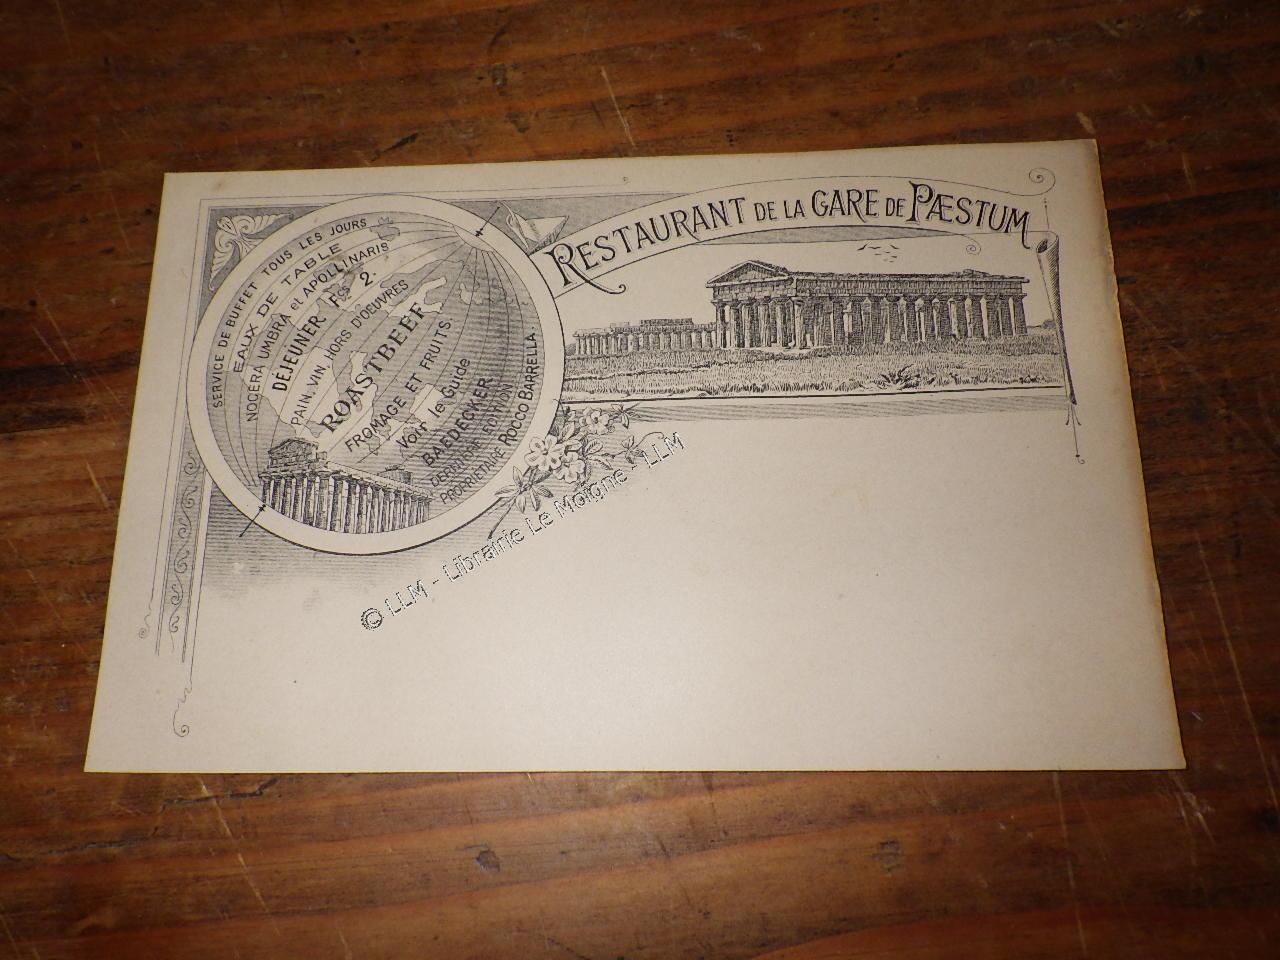 RESTAURANT DE LA GARE DE PÆSTUM
SERVICE DE BUFFET TOUS LES JOURS
EAUX DE TABLE
NOCERA UMBRA et APOLLINARIS
DÉJEUNER Fcs 2
PAIN, VIN, HORS D'OEUVRES
ROASTBEEF
FROMAGE ET FRUITS
Voir le Guide
BAEDECKER
DERNIÈRE EDITION
PROPRIÉTAIRE ROCCO BARRELLA.
© LLM - Librairie Le Moigne - LLM